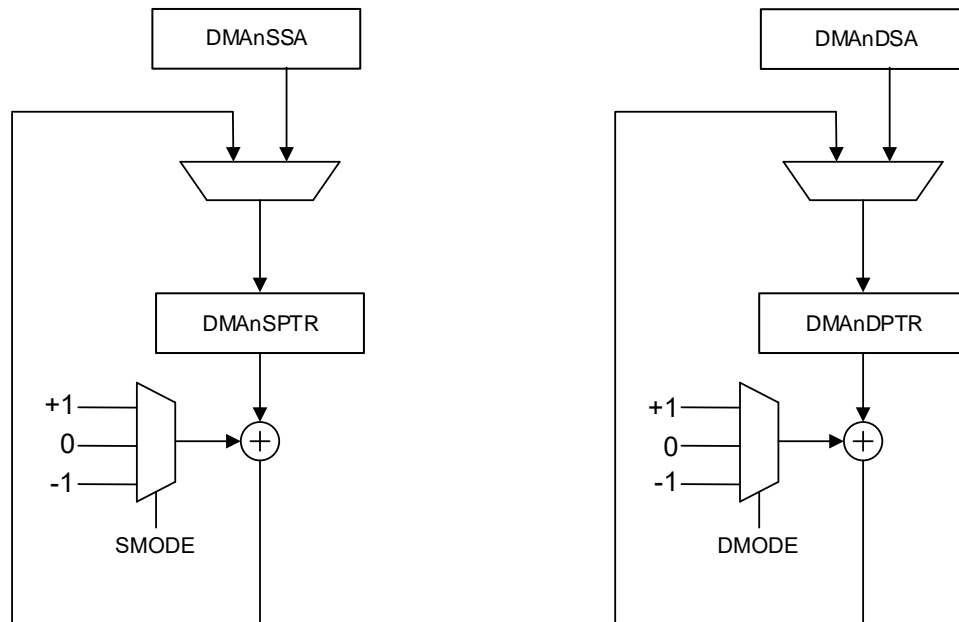 DMAnSSA
DMAnSPTR
+1
0
-1
SMODE
DMAnDSA
DMAnDPTR
+1
0
-1
DMODE